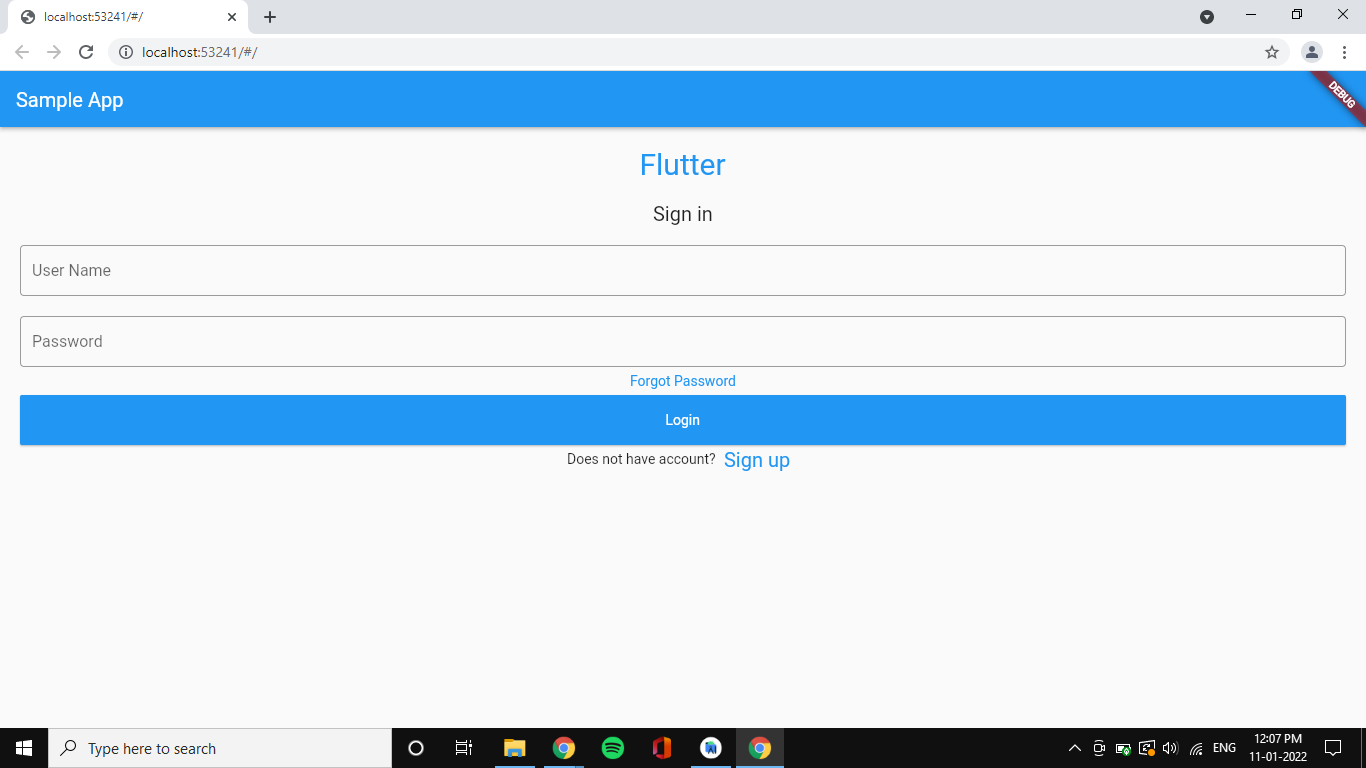 localhost:53241/#/
localhost:53241/#/
Sample App
DEBUG
Flutter
Sign in
User Name
Password
Forgot Password
Login
Does not have account? Sign up
Type here to search
ENG
12:07 PM
11-01-2022